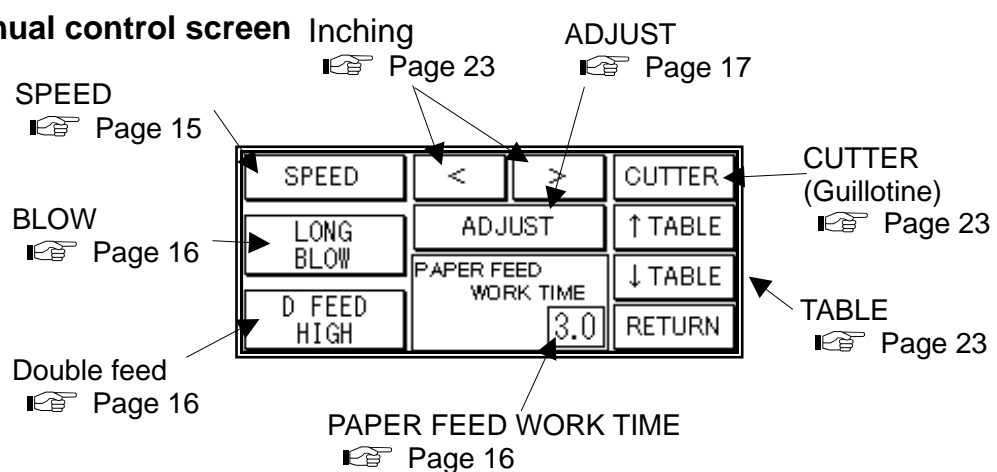 nual control screen
Inching
☞ Page 23
ADJUST
☞ Page 17
SPEED
☞ Page 15
BLOW
☞ Page 16
Double feed
☞ Page 16
SPEED
<
>
CUTTER
LONG
BLOW
ADJUST
↑ TABLE
PAPER FEED
WORK TIME
3.0
↓ TABLE
D FEED
HIGH
RETURN
CUTTER
(Guillotine)
☞ Page 23
TABLE
☞ Page 23
PAPER FEED WORK TIME
☞ Page 16